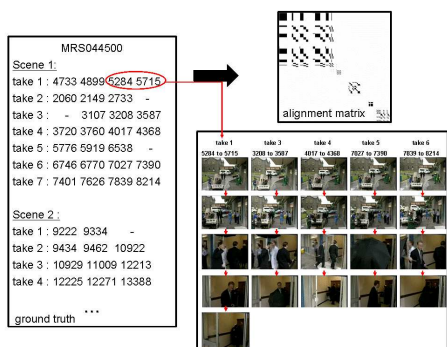 MRS044500
Scene 1:
take 1 : 4733 4899 5284 5715
take 2 : 2060 2149 2733 -
take 3 : - 3107 3208 3587
take 4 : 3720 3760 4017 4368
take 5 : 5776 5919 6538 -
take 6 : 6746 6770 7027 7390
take 7 : 7401 7626 7839 8214
Scene 2 :
take 1 : 9222 9334 -
take 2 : 9434 9462 10922
take 3 : 10929 11009 12213
take 4 : 12225 12271 13388
...
ground truth
alignment matrix
take 1 take 3 take 4 take 5 take 6
5284 to 5715 3208 to 3587 4017 to 4368 7027 to 7390 7839 to 8214